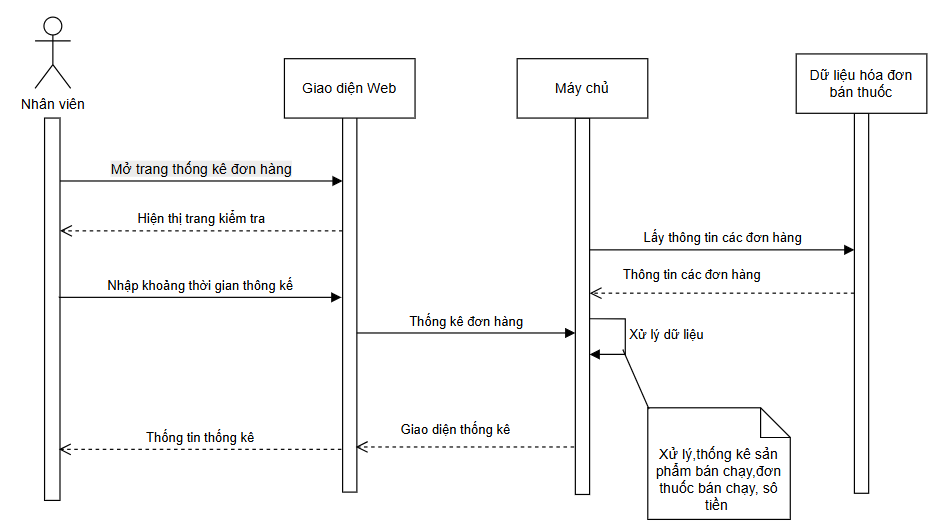 Nhân viên
Giao diện Web
Máy chủ
Dữ liệu hóa đơn
bán thuốc
Mở trang thống kê đơn hàng
Hiện thị trang kiểm tra
Lấy thông tin các đơn hàng
Thông tin các đơn hàng
Nhập khoảng thời gian thông kế
Thống kê đơn hàng
Xử lý dữ liệu
Giao diện thống kê
Thống tin thống kê
Xử lý,thống kê sản
phẩm bán chạy,đơn
thuốc bán chạy, sô
tiền